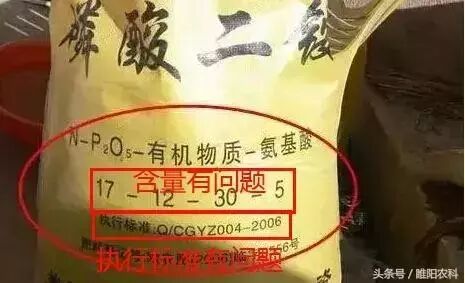 磷酸二铵
N-P₂O₅-有机物质-氨基酸
含量有问题
17-12-30-5
执行标准:Q/CGYZ004-2006
执行标准有问题
头条号/睢阳农科